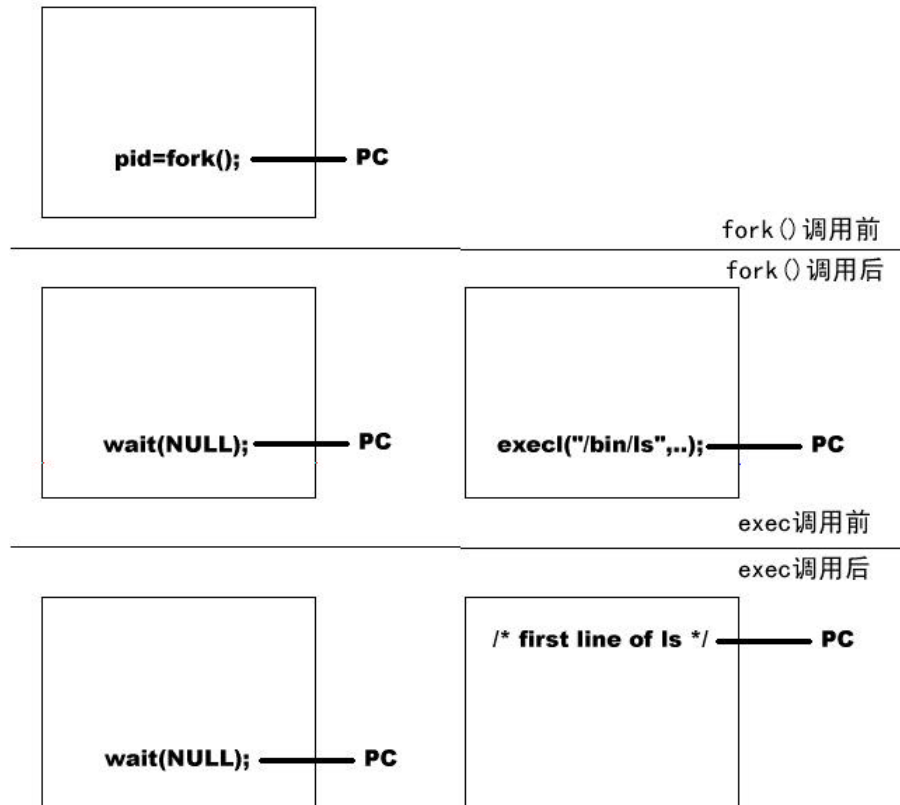 pid=fork(); PC
fork()调用前
fork()调用后
wait(NULL); PC
execl("/bin/ls",..); PC
exec调用前
exec调用后
/* first line of ls */ PC
wait(NULL); PC